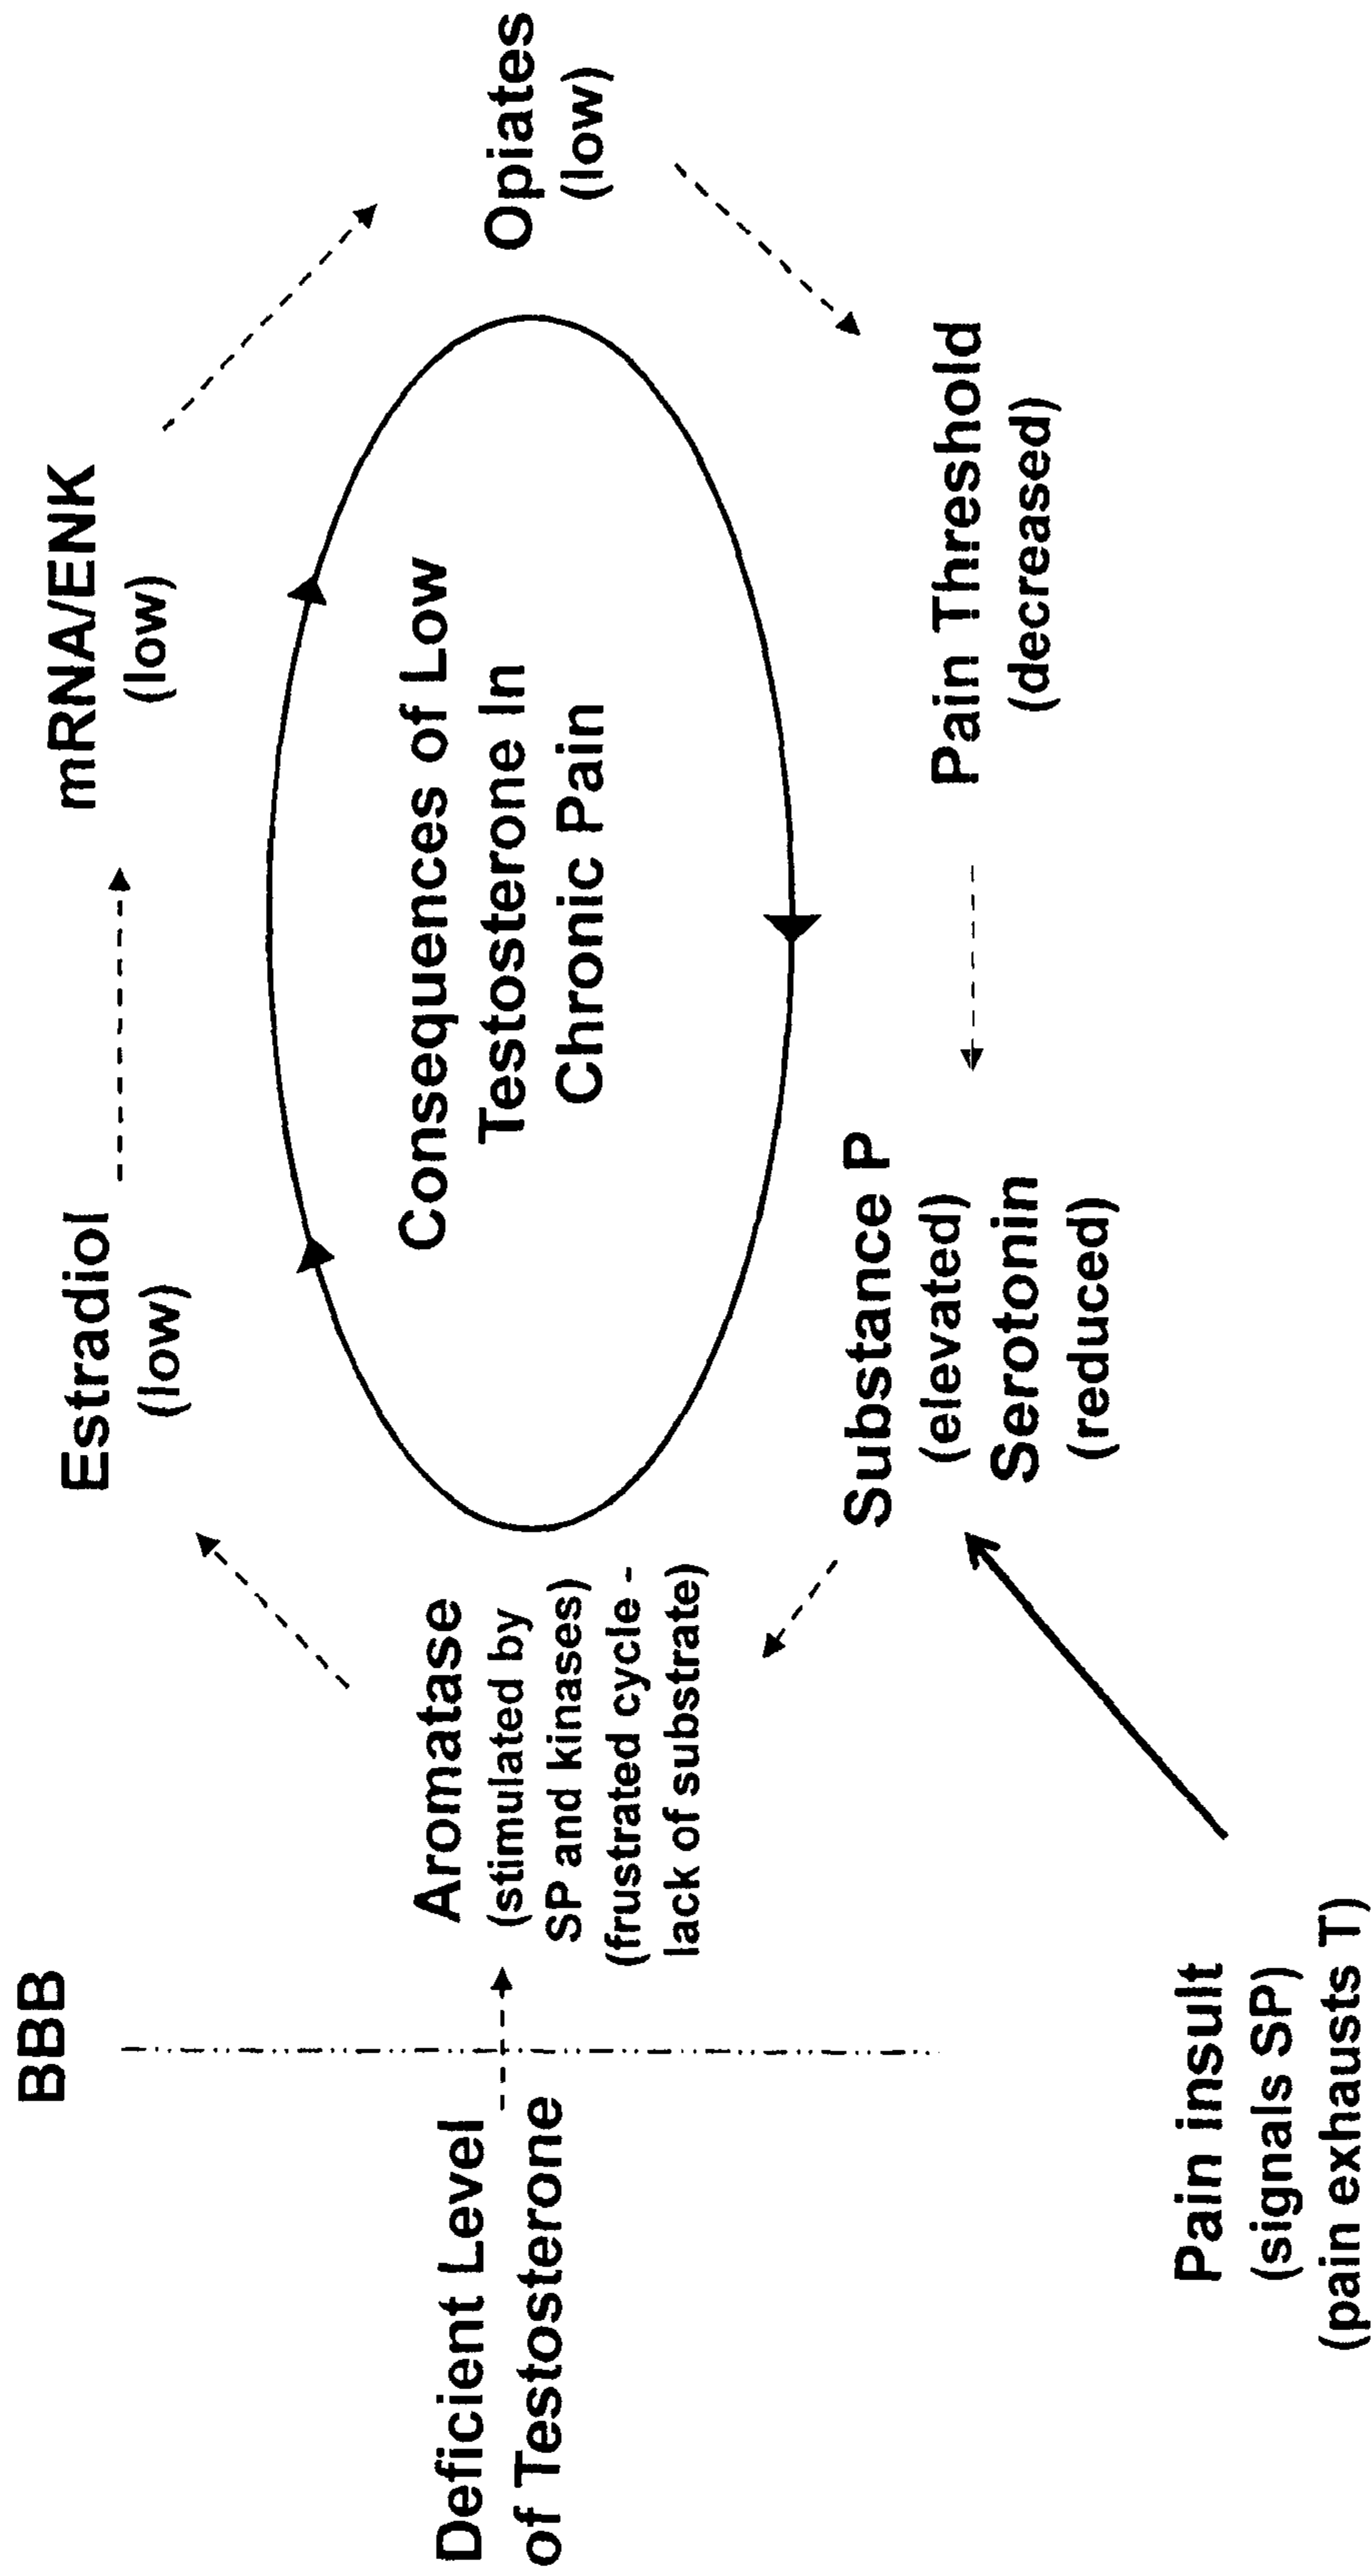 BBB
Deficient Level
of Testosterone
Aromatase
(stimulated by
SP and kinases)
(frustrated cycle -
lack of substrate)
Estradiol
(low)
mRNA/ENK
(low)
Opiates
(low)
Pain Threshold
(decreased)
Substance P
(elevated)
Serotonin
(reduced)
Pain insult
(signals SP)
(pain exhausts T)
Consequences of Low
Testosterone In
Chronic Pain